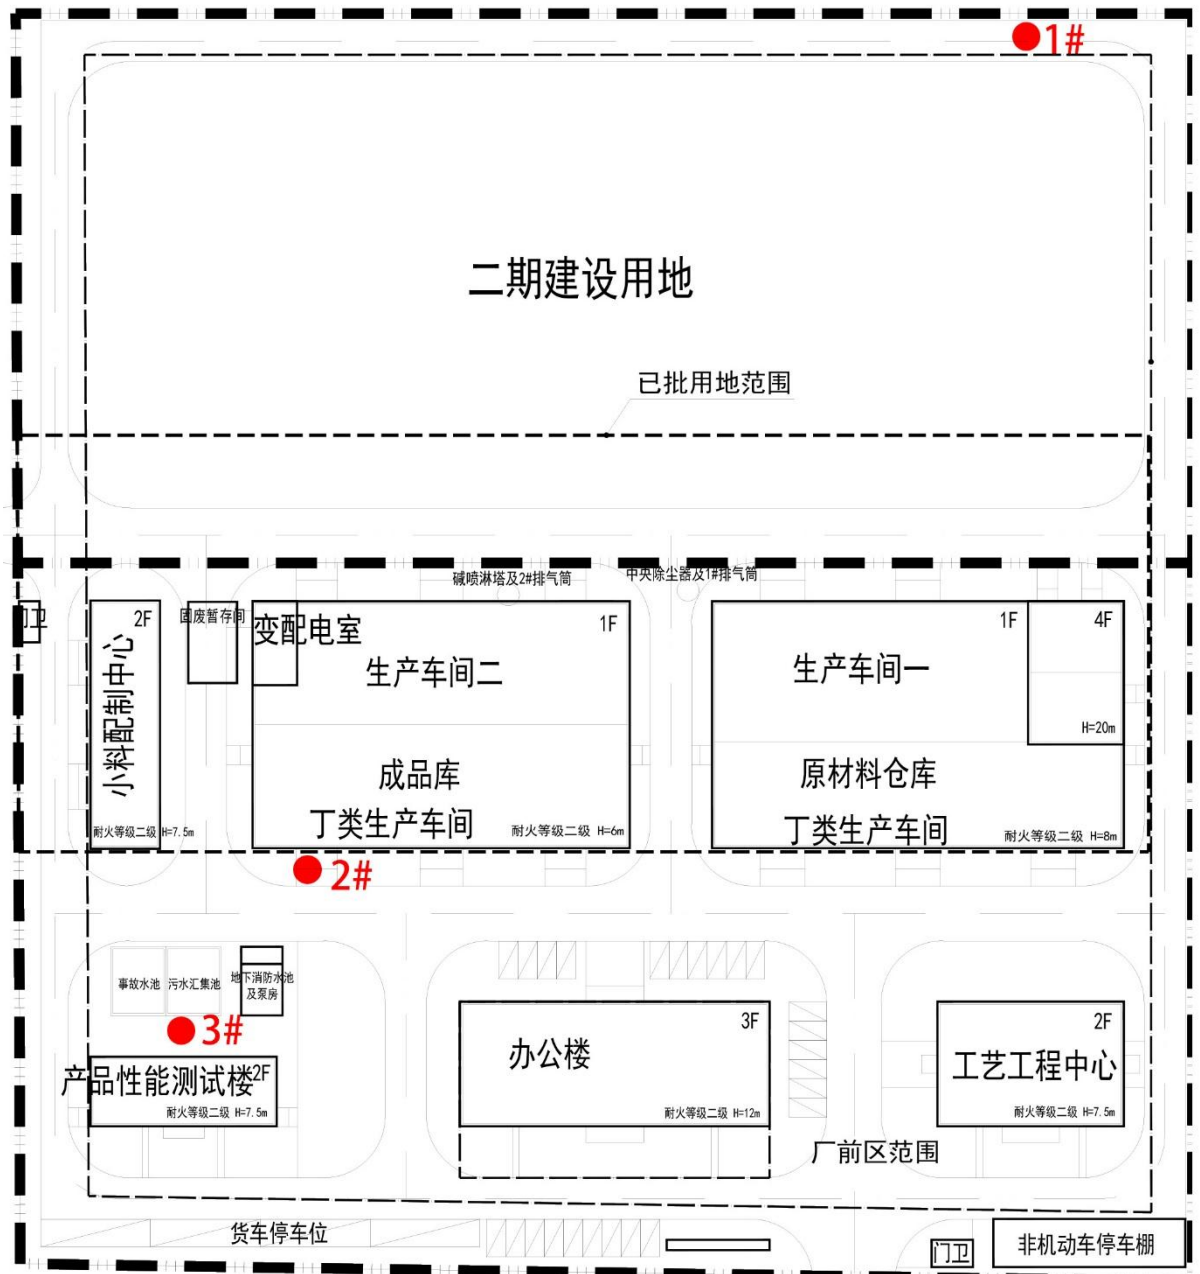 1#
二期建设用地
已批用地范围
碱喷淋塔及2#排气筒
中央除尘器及1#排气筒
门卫
2F
固废暂存间
变配电室
1F
1F
4F
小料配制中心
生产车间二
生产车间一
H=20m
成品库
原材料仓库
丁类生产车间
丁类生产车间
耐火等级二级 H=7.5m
耐火等级二级 H=6m
耐火等级二级 H=8m
2#
事故水池
污水汇集池
地下消防水池
及泵房
3#
3F
2F
办公楼
工艺工程中心
产品性能测试楼
2F
耐火等级二级 H=7.5m
耐火等级二级 H=12m
耐火等级二级 H=7.5m
厂前区范围
货车停车位
门卫
非机动车停车棚